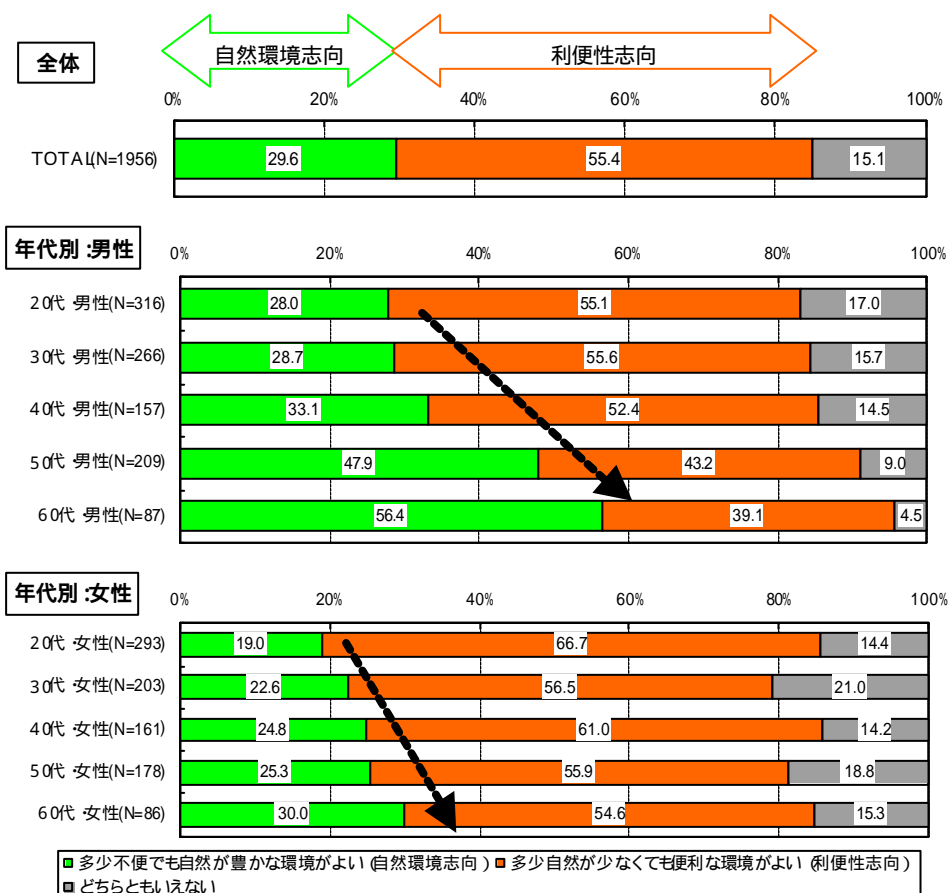 自然環境志向 利便性志向
全体
0% 20% 40% 60% 80% 100%
TOTAL(N=1956) 29.6 55.4 15.1
年代別:男性
0% 20% 40% 60% 80% 100%
20代・男性(N=316) 28.0 55.1 17.0
30代・男性(N=266) 28.7 55.6 15.7
40代・男性(N=157) 33.1 52.4 14.5
50代・男性(N=209) 47.9 43.2 9.0
60代・男性(N=87) 56.4 39.1 4.5
年代別:女性
0% 20% 40% 60% 80% 100%
20代・女性(N=293) 19.0 66.7 14.4
30代・女性(N=203) 22.6 56.5 21.0
40代・女性(N=161) 24.8 61.0 14.2
50代・女性(N=178) 25.3 55.9 18.8
60代・女性(N=86) 30.0 54.6 15.3
多少不便でも自然が豊かな環境がよい(自然環境志向) 多少自然が少なくても便利な環境がよい(利便性志向)
どちらともいえない